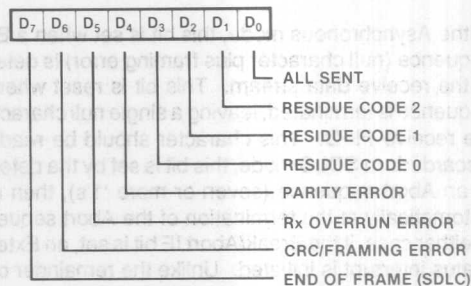 D7 D6 D5 D4 D3 D2 D1 D0
ALL SENT
RESIDUE CODE 2
RESIDUE CODE 1
RESIDUE CODE 0
PARITY ERROR
Rx OVERRUN ERROR
CRC/FRAMING ERROR
END OF FRAME (SDLC)